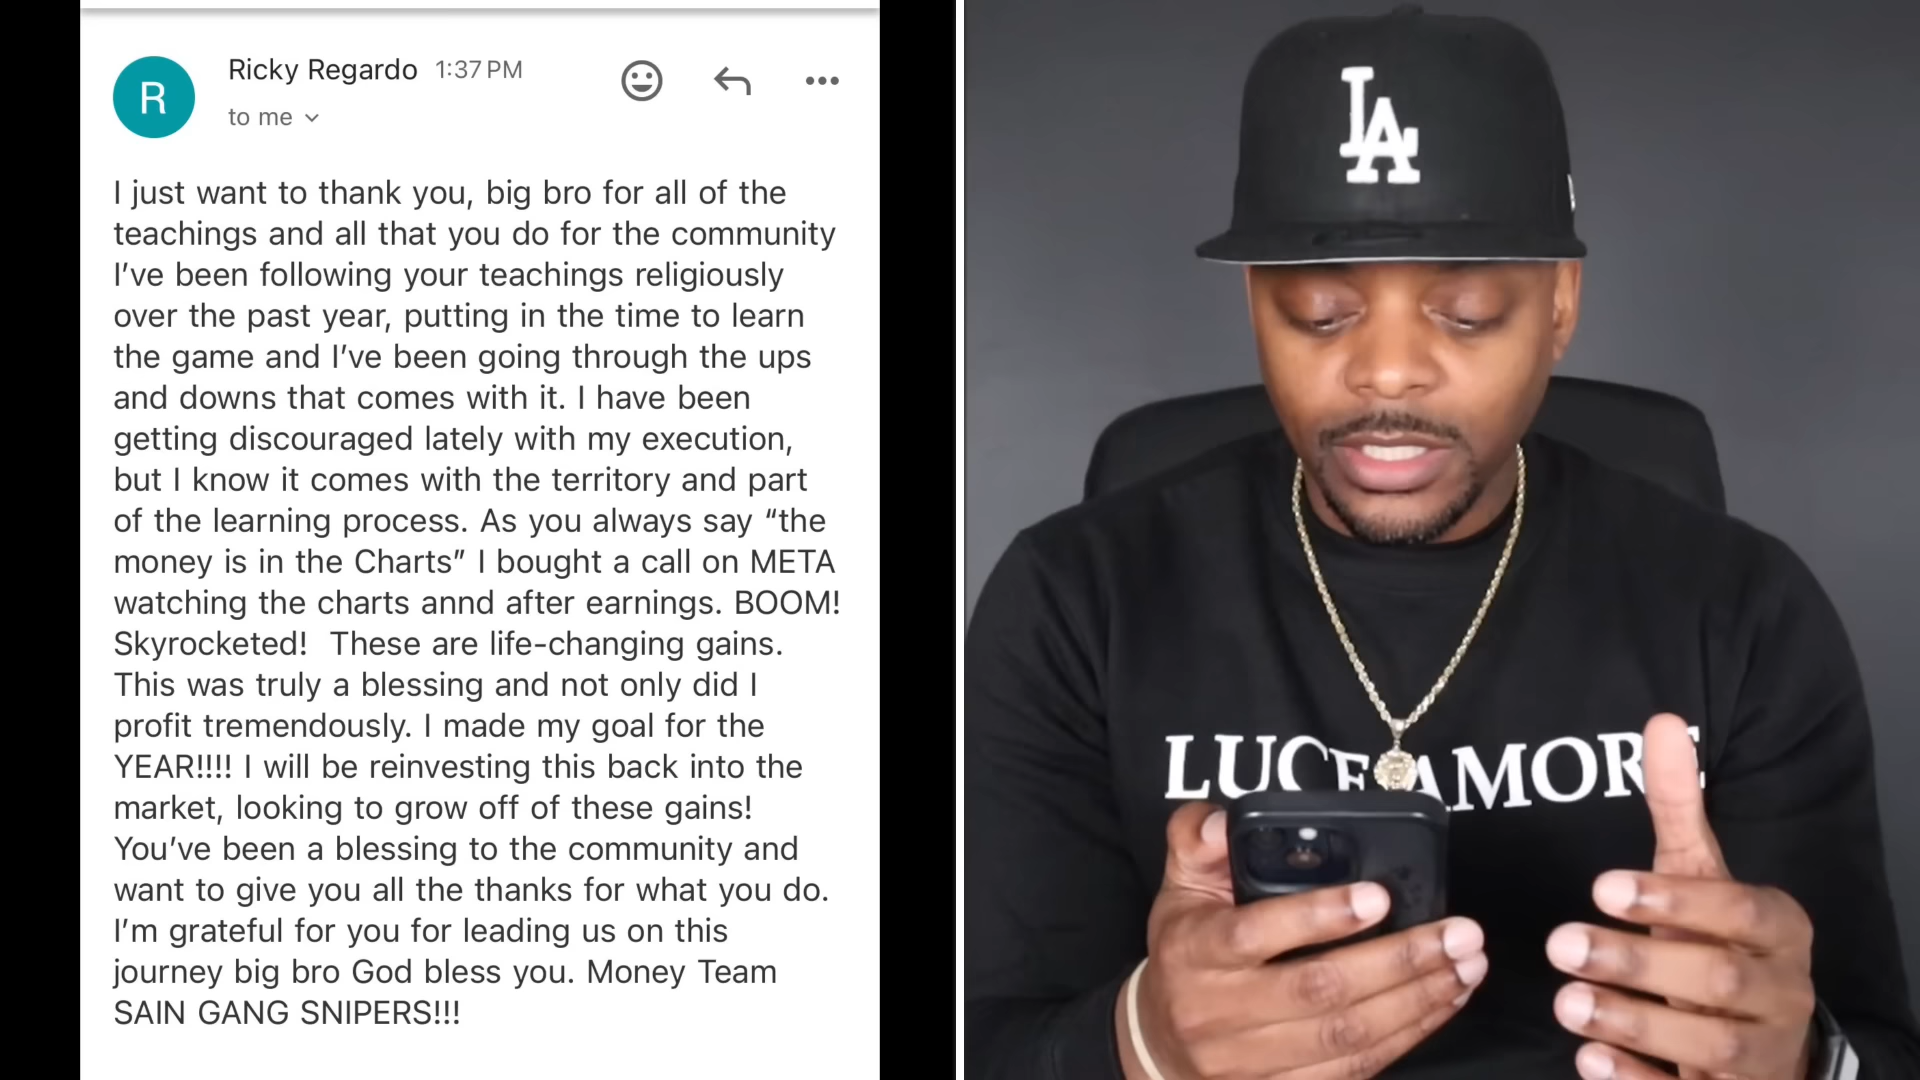 Ricky Regardo 1:37 PM
R
to me
I just want to thank you, big bro for all of the
teachings and all that you do for the community
I've been following your teachings religiously
over the past year, putting in the time to learn
the game and I've been going through the ups
and downs that comes with it. I have been
getting discouraged lately with my execution,
but I know it comes with the territory and part
of the learning process. As you always say “the
money is in the Charts” I bought a call on META
watching the charts annd after earnings. BOOM!
Skyrocketed!  These are life-changing gains.
This was truly a blessing and not only did I
profit tremendously. I made my goal for the
YEAR!!!! I will be reinvesting this back into the
market, looking to grow off of these gains!
You've been a blessing to the community and
want to give you all the thanks for what you do.
I'm grateful for you for leading us on this
journey big bro God bless you. Money Team
SAIN GANG SNIPERS!!!
LA
LUCE AMORE